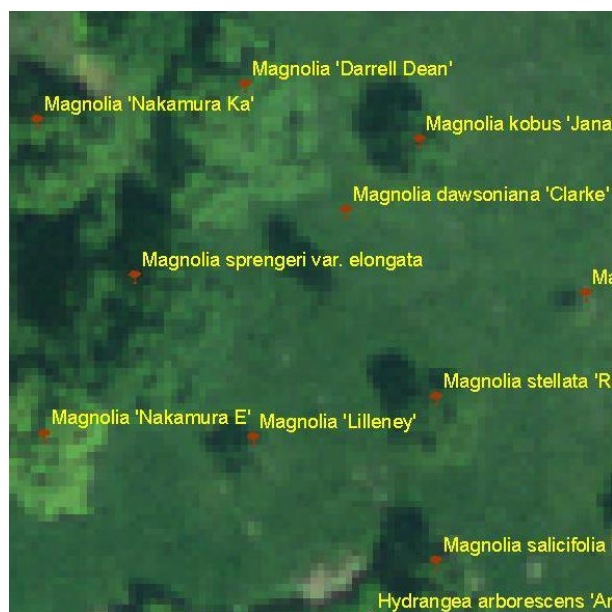 Magnolia 'Darrell Dean'
Magnolia 'Nakamura Ka'
Magnolia kobus 'Jana
Magnolia dawsoniana 'Clarke'
Magnolia sprengeri var. elongata
Ma
Magnolia stellata 'R
Magnolia 'Nakamura E'
Magnolia 'Lilleney'
Magnolia salicifolia
Hydrangea arborescens 'An